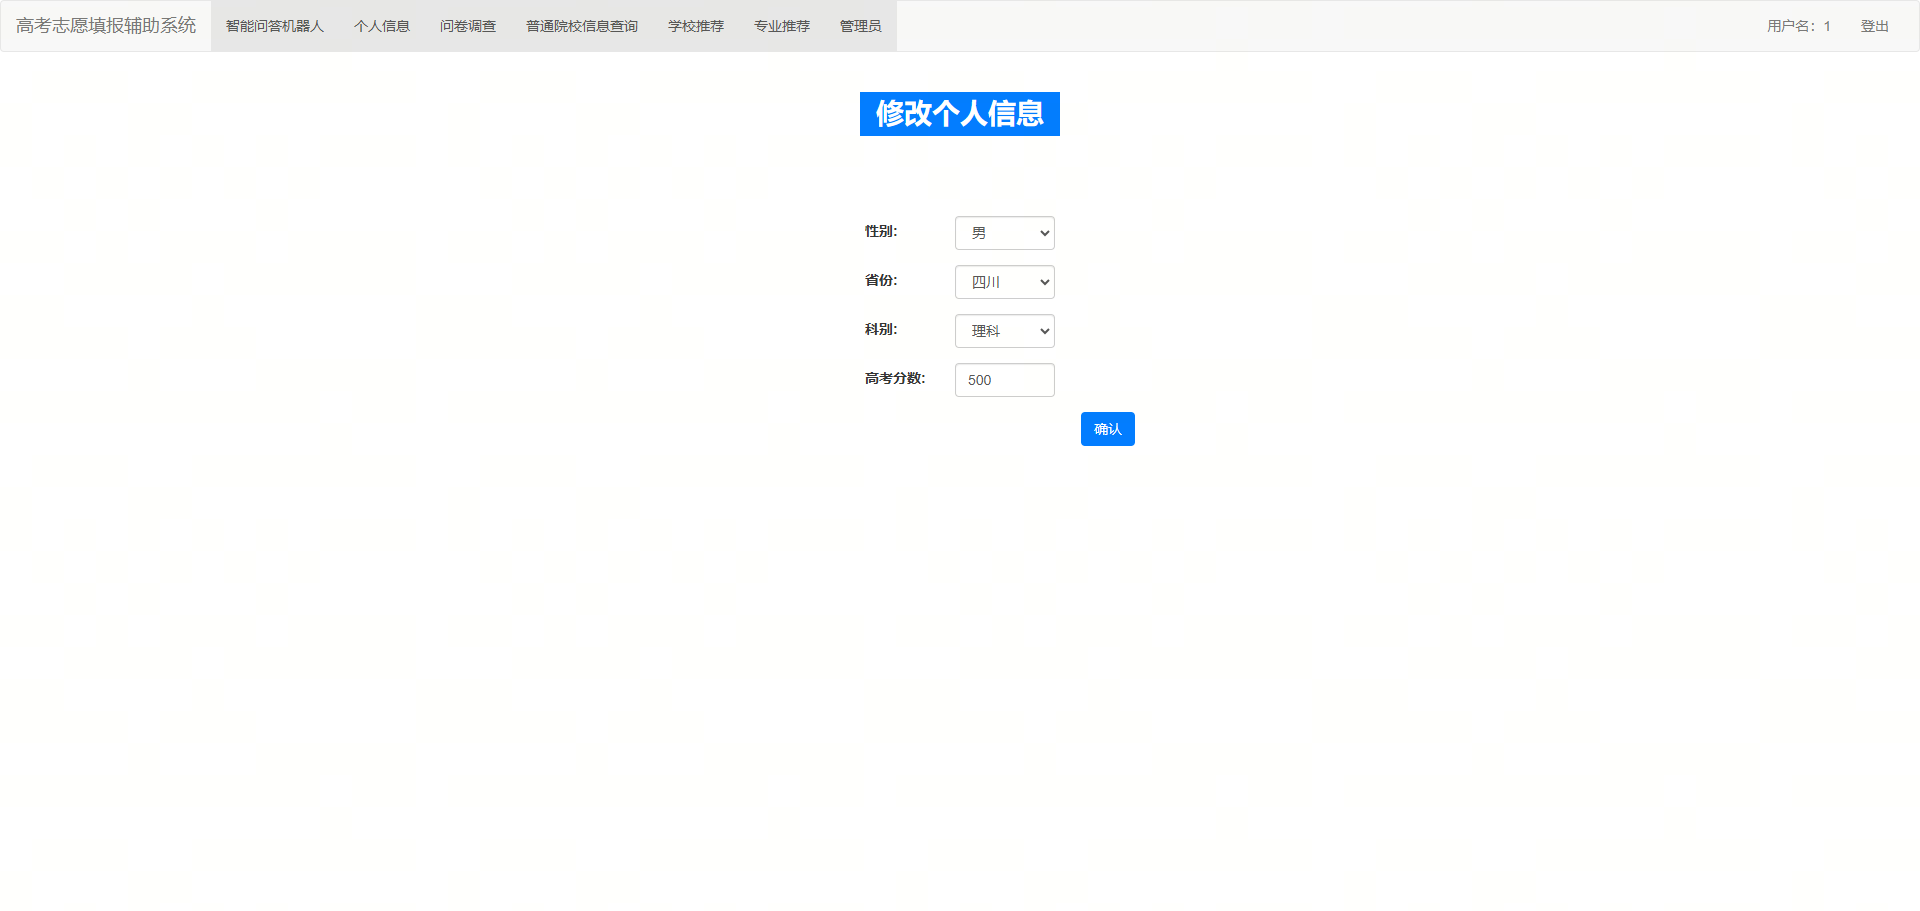 高考志愿填报辅助系统 智能问答机器人 个人信息 问卷调查 普通院校信息查询 学校推荐 专业推荐 管理员 用户名：1 登出
修改个人信息
性别: 男
省份: 四川
科别: 理科
高考分数: 500
确认